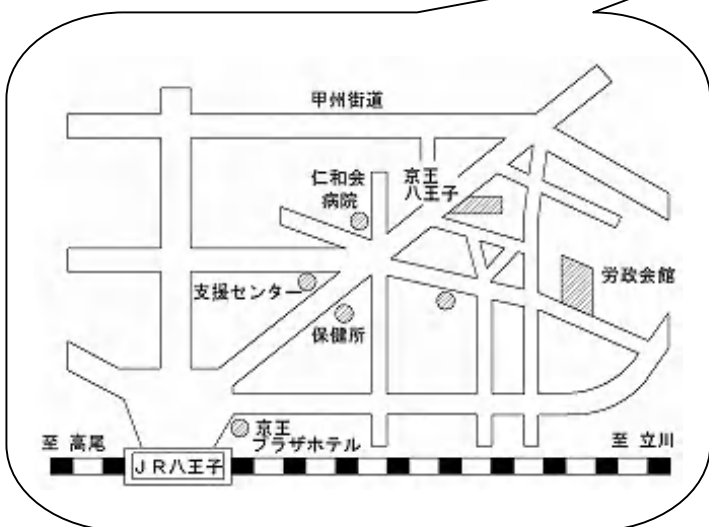 甲州街道
仁和会
病院
京王
八王子
支援センター
労政会館
保健所
京王
プラザホテル
至 高尾
至 立川
JR八王子